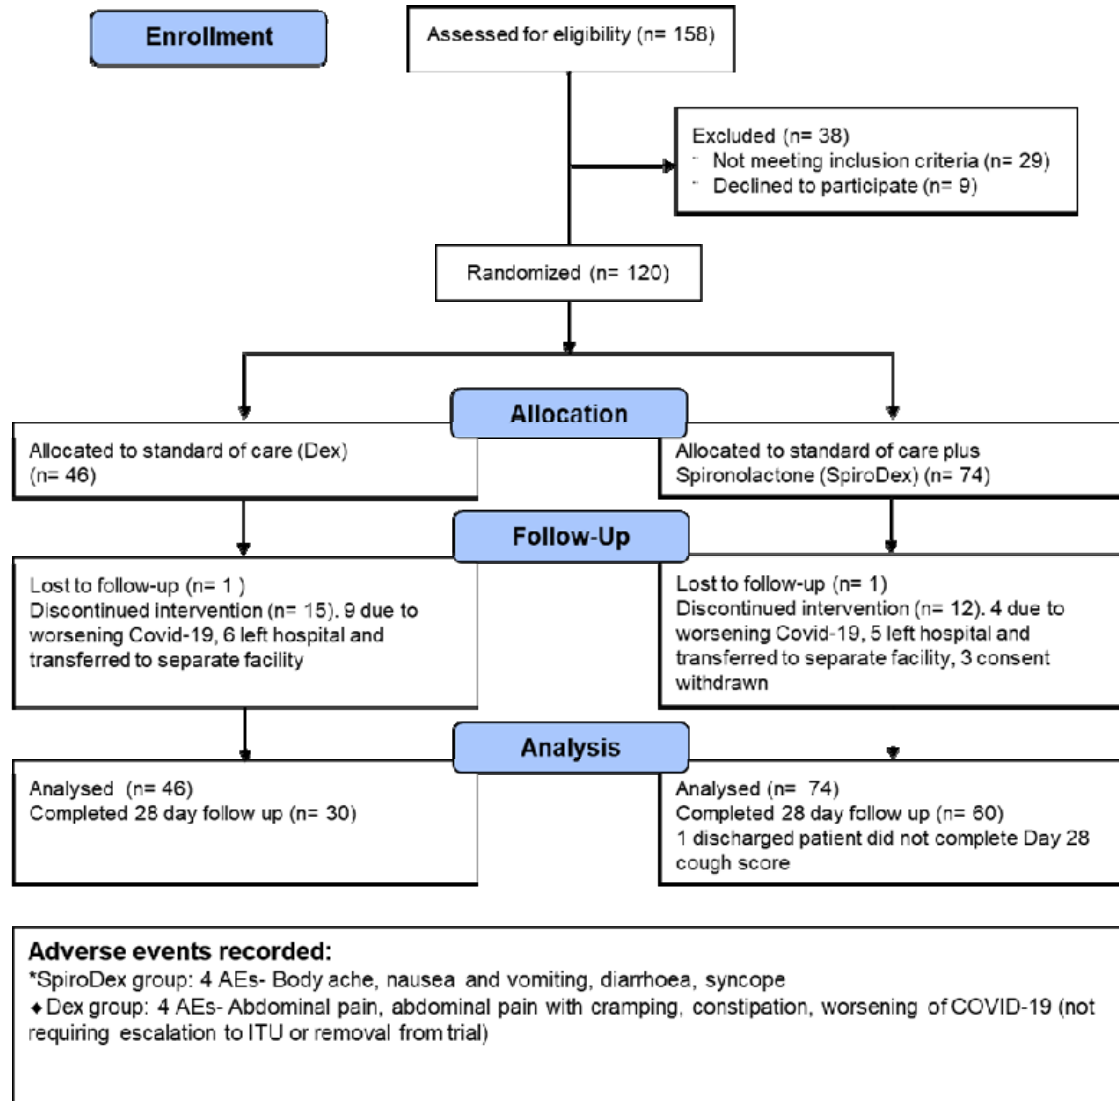 Enrollment
Assessed for eligibility (n= 158)
Excluded (n= 38)
- Not meeting inclusion criteria (n= 29)
- Declined to participate (n= 9)
Randomized (n= 120)
Allocation
Allocated to standard of care (Dex)
(n= 46)
Allocated to standard of care plus
Spironolactone (SpiroDex) (n= 74)
Follow-Up
Lost to follow-up (n= 1 )
Discontinued intervention (n= 15). 9 due to
worsening Covid-19, 6 left hospital and
transferred to separate facility
Lost to follow-up (n= 1)
Discontinued intervention (n= 12). 4 due to
worsening Covid-19, 5 left hospital and
transferred to separate facility, 3 consent
withdrawn
Analysis
Analysed (n= 46)
Completed 28 day follow up (n= 30)
Analysed (n= 74)
Completed 28 day follow up (n= 60)
1 discharged patient did not complete Day 28
cough score
Adverse events recorded:
*SpiroDex group: 4 AEs- Body ache, nausea and vomiting, diarrhoea, syncope
♦Dex group: 4 AEs- Abdominal pain, abdominal pain with cramping, constipation, worsening of COVID-19 (not
requiring escalation to ITU or removal from trial)